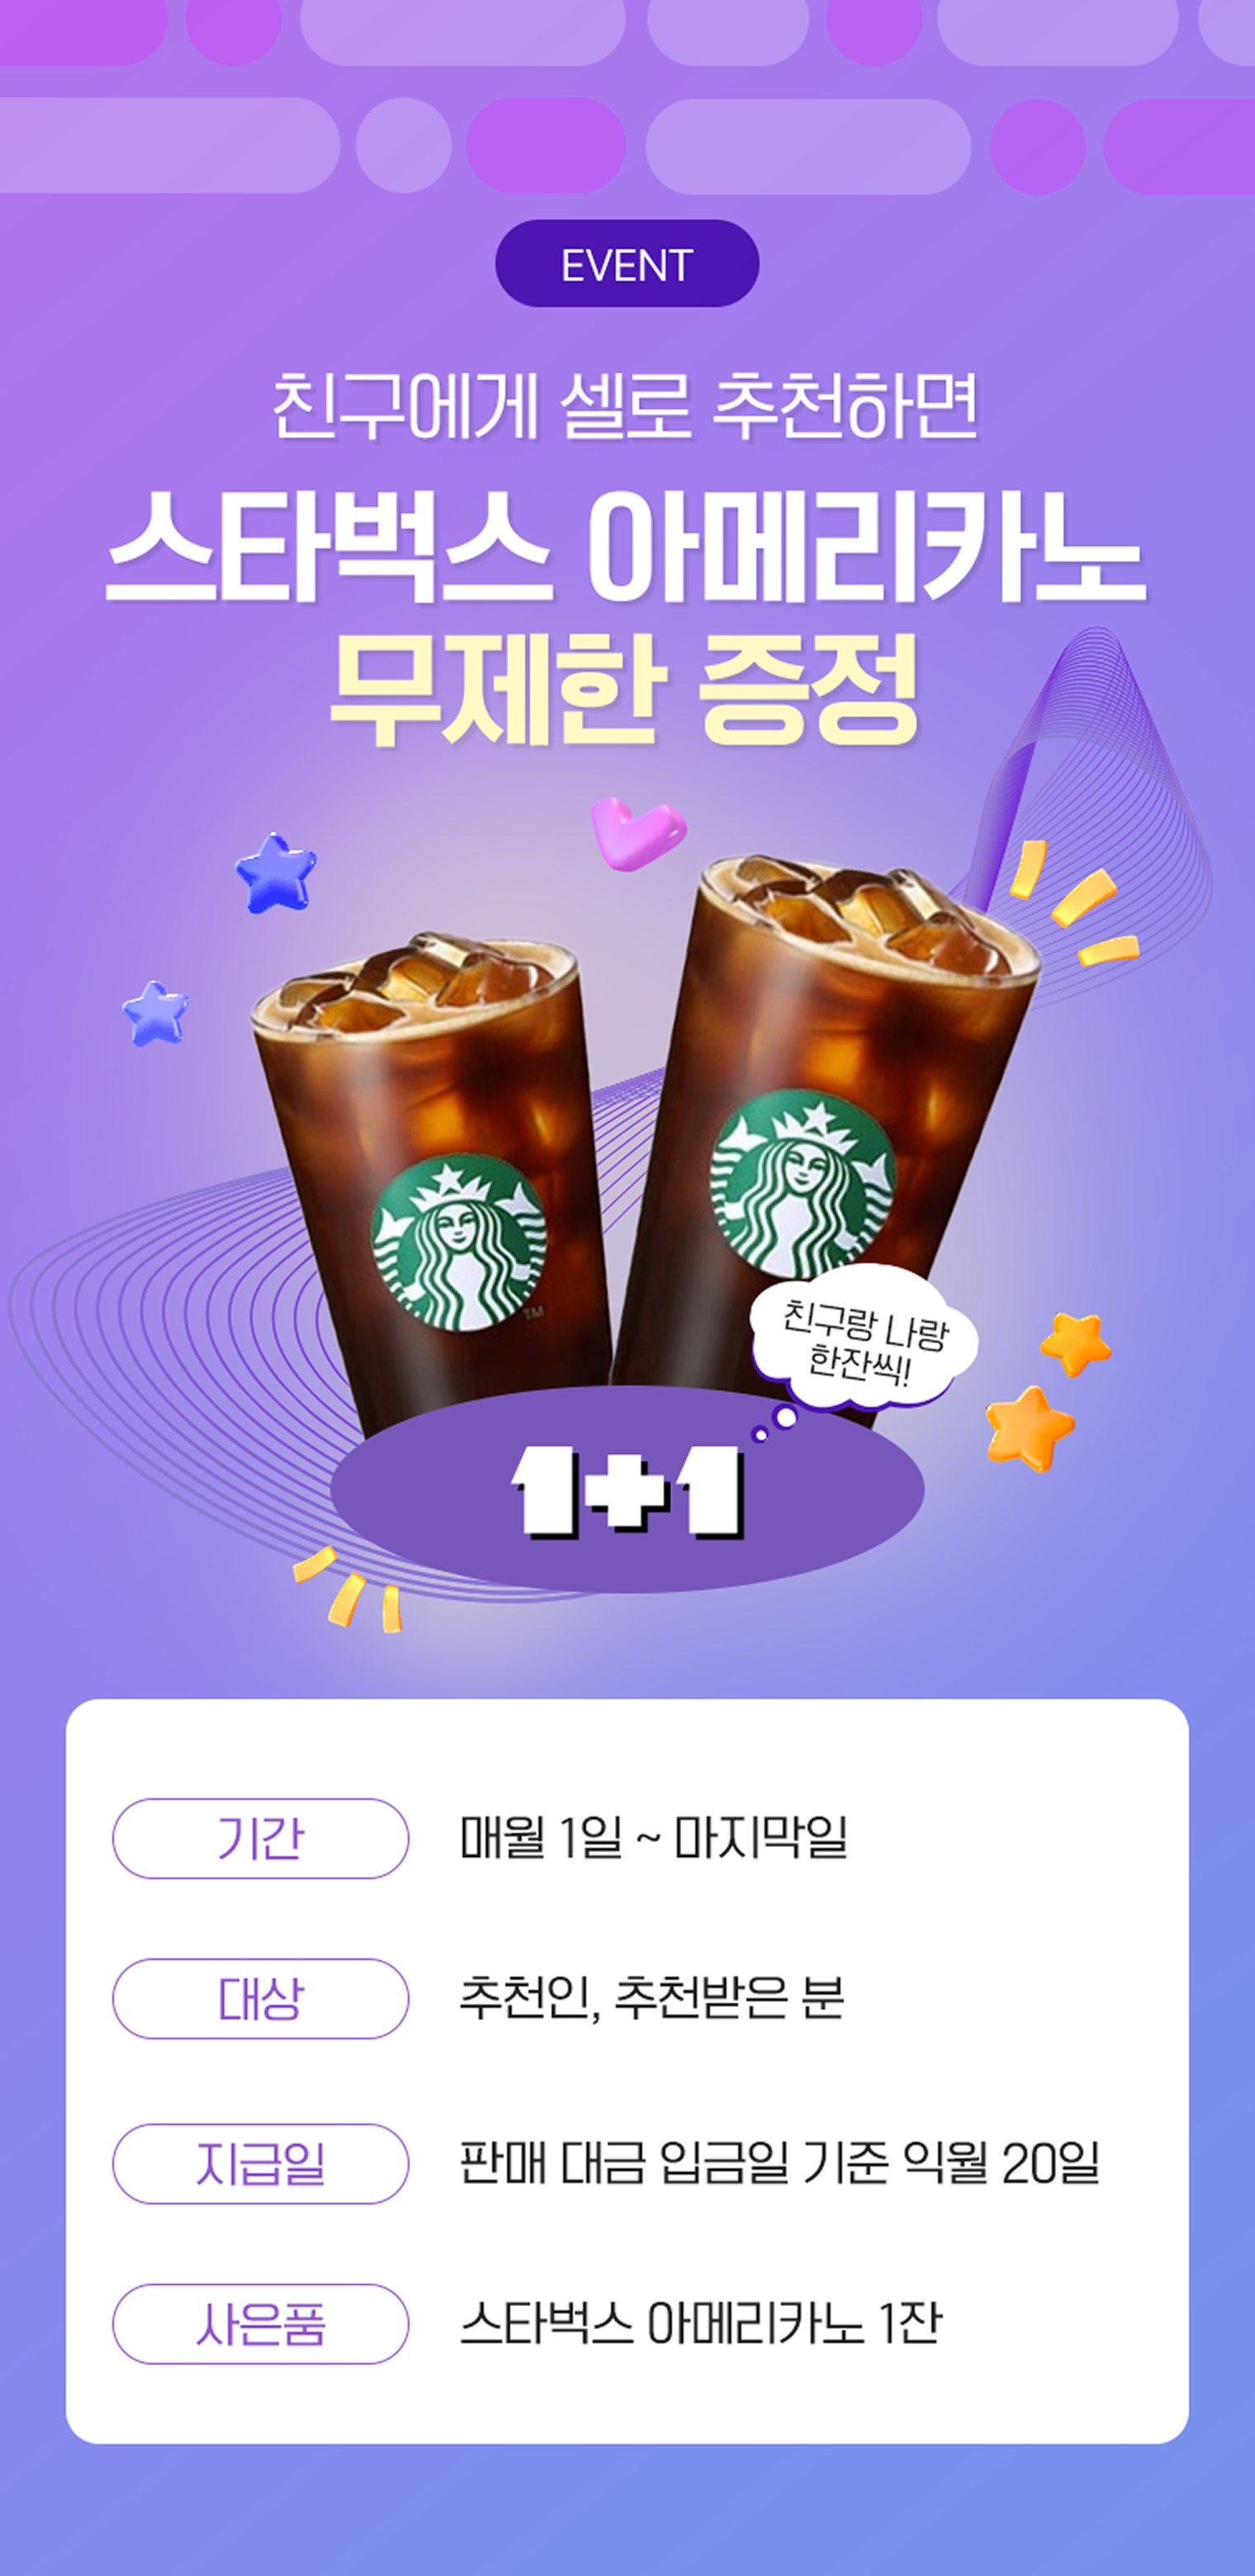 EVENT
친구에게 셀로 추천하면
스타벅스 아메리카노
무제한 증정
TM
친구랑 나랑
한잔씩!
1+1
기간
매월 1일 ~ 마지막일
대상
추천인, 추천받은 분
지급일
판매 대금 입금일 기준 익월 20일
사은품
스타벅스 아메리카노 1잔